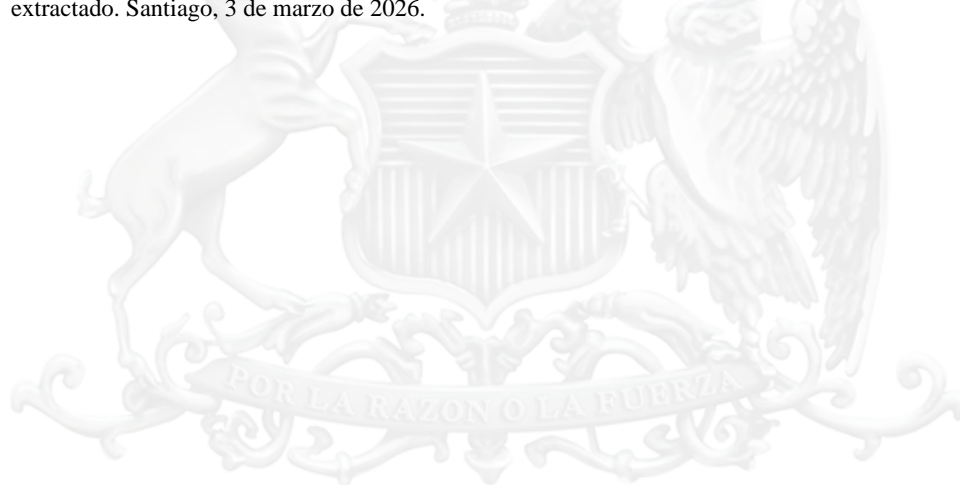 extractado. Santiago, 3 de marzo de 2026.
POR LA RAZON O LA FUERZA